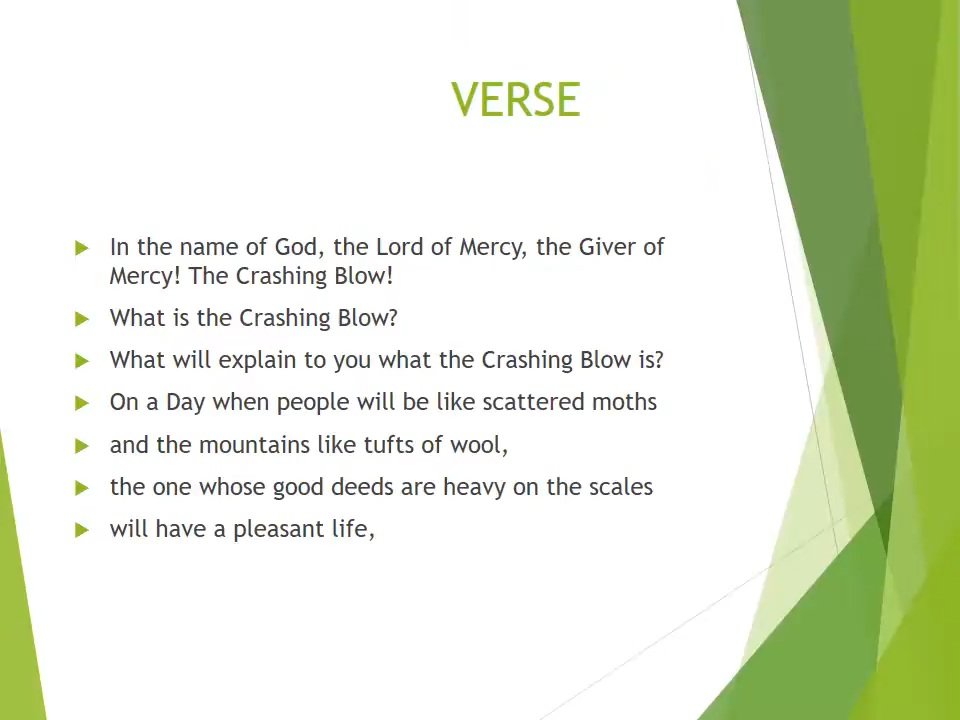 VERSE
In the name of God, the Lord of Mercy, the Giver of
Mercy! The Crashing Blow!
What is the Crashing Blow?
What will explain to you what the Crashing Blow is?
On a Day when people will be like scattered moths
and the mountains like tufts of wool,
the one whose good deeds are heavy on the scales
will have a pleasant life,